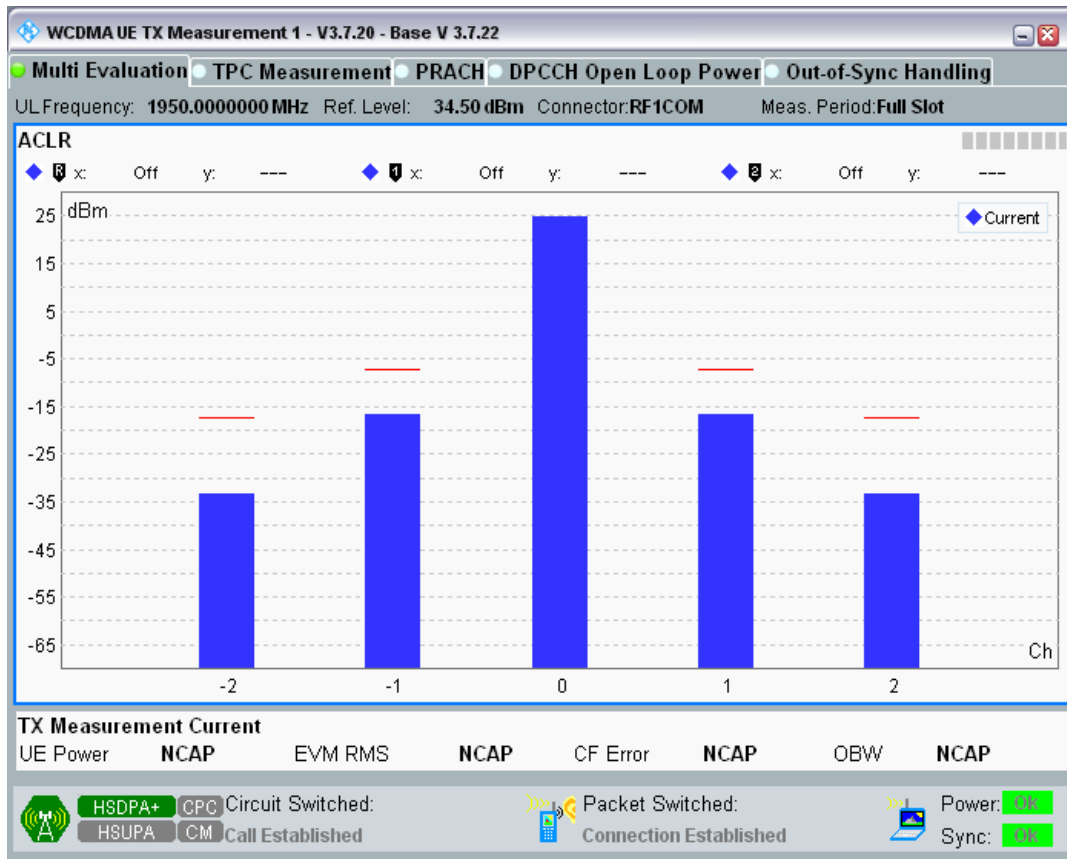 WCDMA UE TX Measurement 1 - V3.7.20 - Base V 3.7.22
Multi Evaluation TPC Measurement PRACH DPCCH Open Loop Power Out-of-Sync Handling
UL Frequency: 1950.0000000 MHz Ref. Level: 34.50 dBm Connector:RF1COM Meas. Period:Full Slot
ACLR
R x: Off y: --- 1 x: Off y: --- 2 x: Off y: ---
dBm
Current
25
15
5
-5
-15
-25
-35
-45
-55
-65
Ch
-2 -1 0 1 2
TX Measurement Current
UE Power NCAP EVM RMS NCAP CF Error NCAP OBW NCAP
HSDPA+ CPC Circuit Switched: Packet Switched: Power: Ok
HSUPA CM Call Established Connection Established Sync: Ok